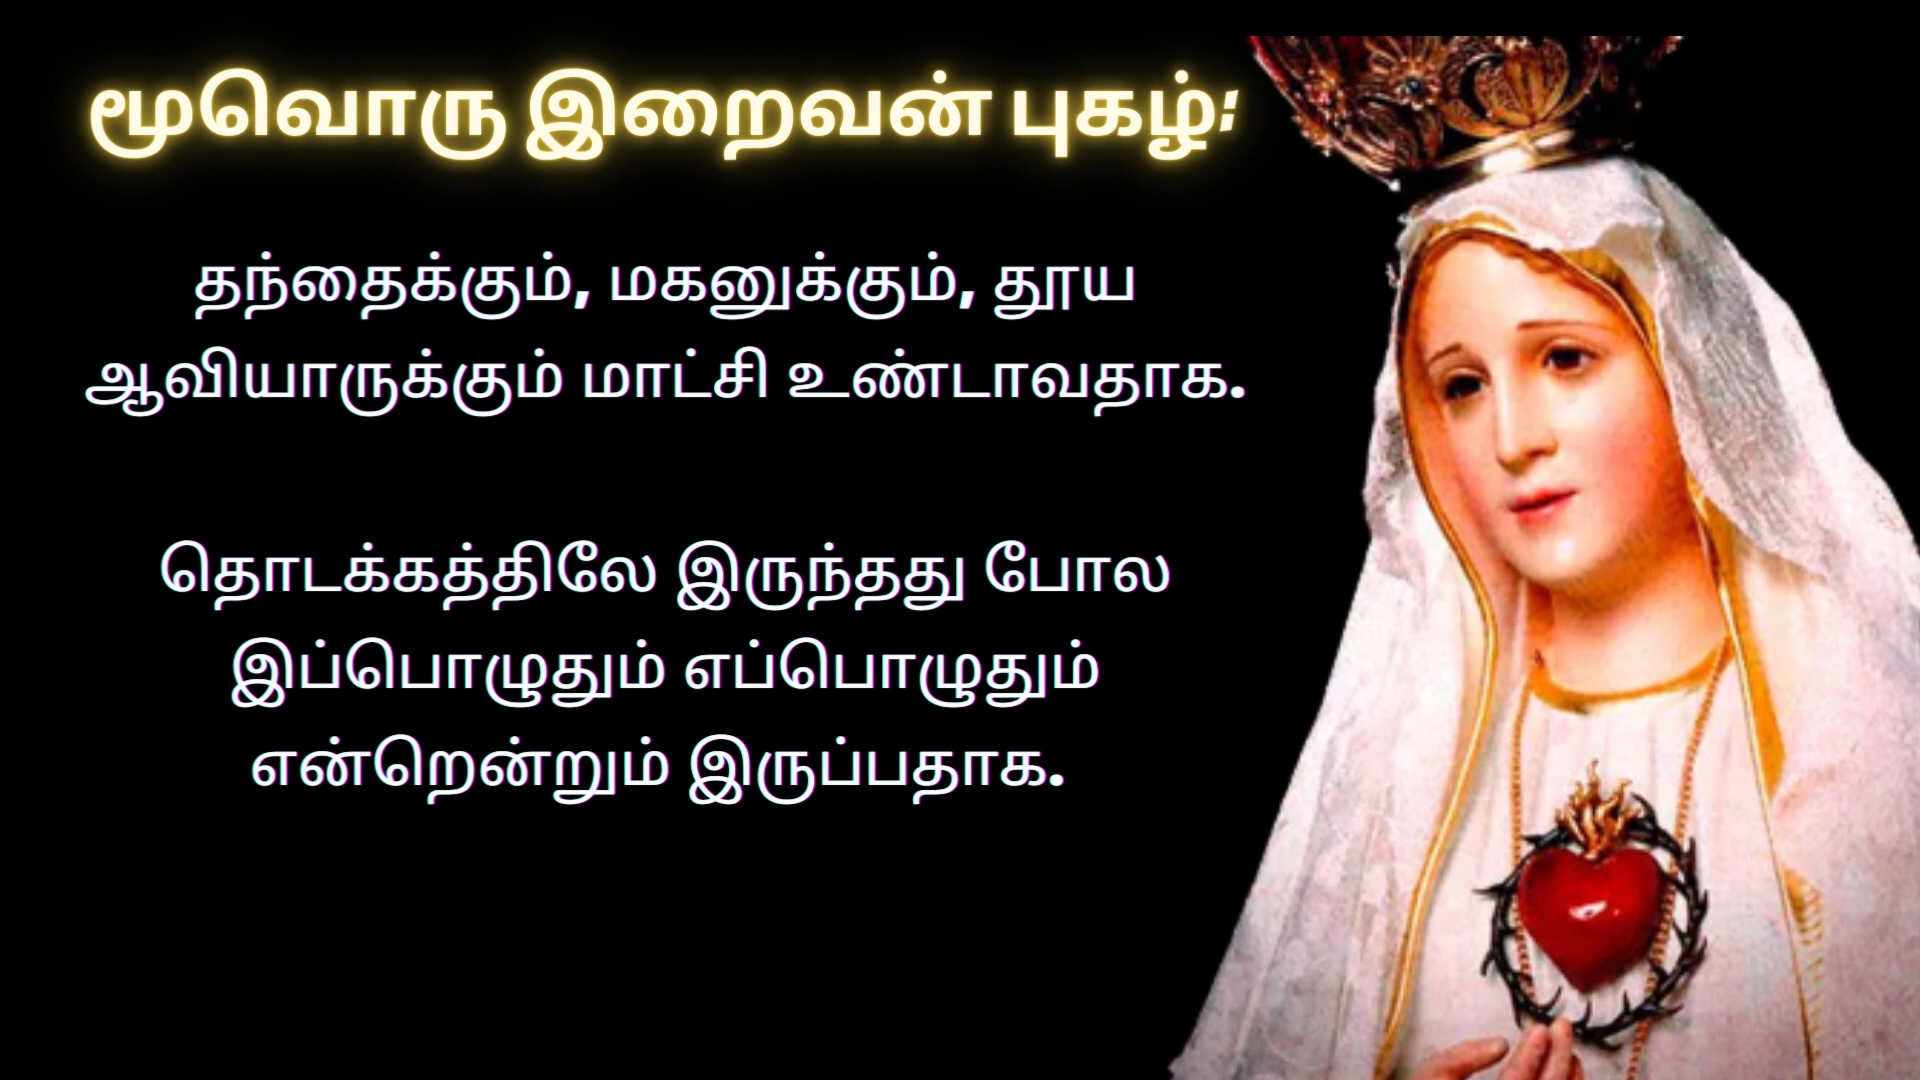 மூவொரு இறைவன் புகழ்:
தந்தைக்கும், மகனுக்கும், தூய
ஆவியாருக்கும் மாட்சி உண்டாவதாக.
தொடக்கத்திலே இருந்தது போல
இப்பொழுதும் எப்பொழுதும்
என்றென்றும் இருப்பதாக.